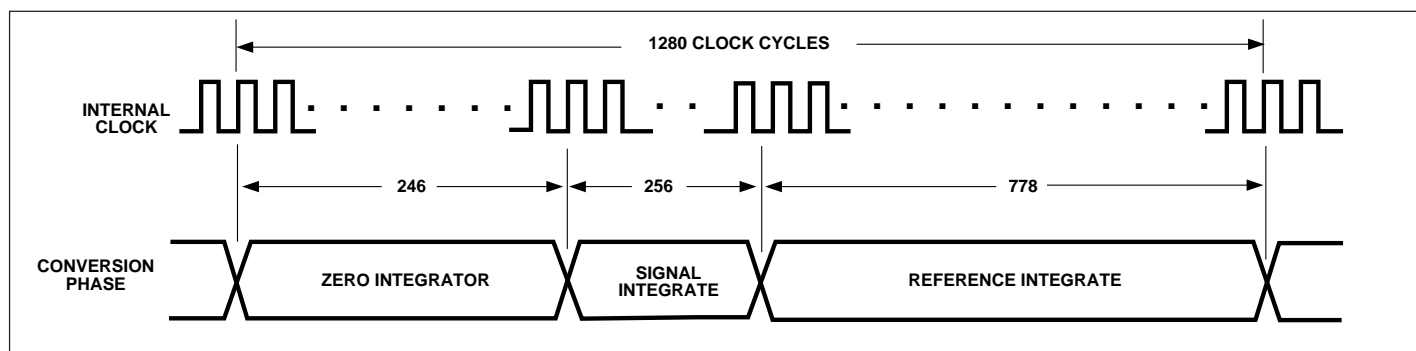 1280 CLOCK CYCLES
INTERNAL
CLOCK
246
256
778
CONVERSION
PHASE
ZERO INTEGRATOR
SIGNAL
INTEGRATE
REFERENCE INTEGRATE